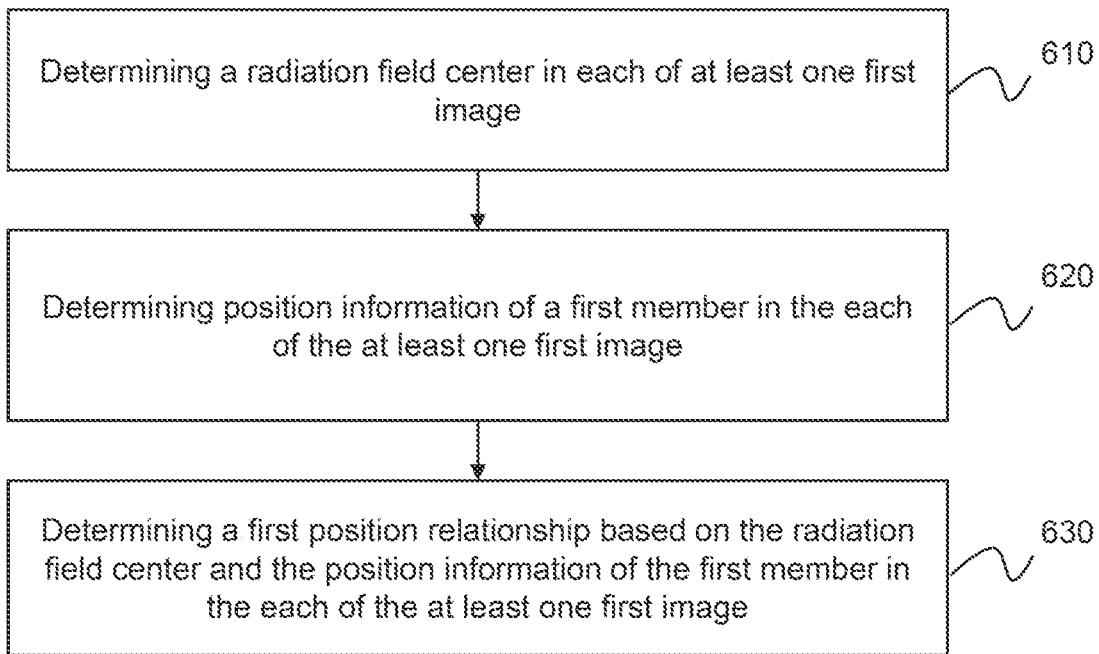 Determining a radiation field center in each of at least one first
image
610
Determining position information of a first member in the each
of the at least one first image
620
Determining a first position relationship based on the radiation
field center and the position information of the first member in
the each of the at least one first image
630